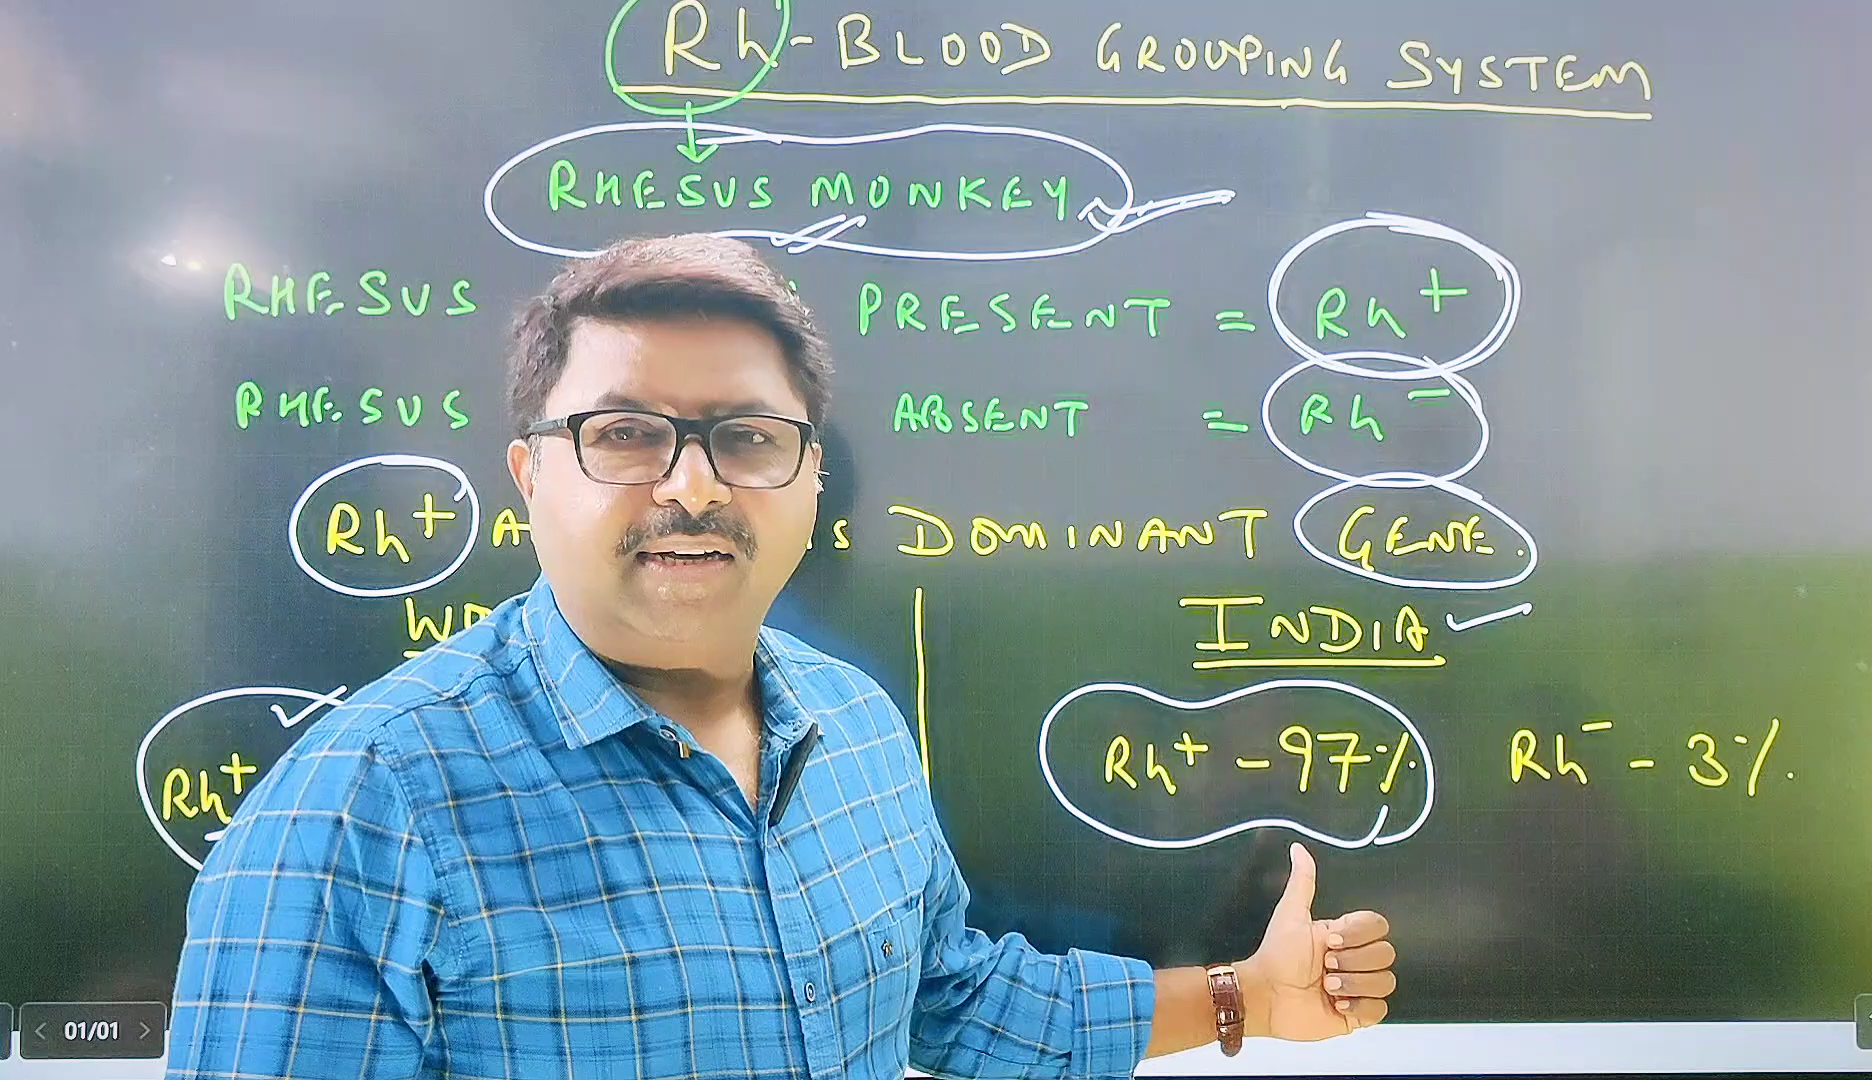 Rh - BLOOD GROUPING SYSTEM
RHESUS MONKEY
RHESUS PRESENT = Rh+
RHESUS ABSENT = Rh-
Rh+ DOMINANT GENE.
INDIA
Rh+ Rh+ - 97% Rh- - 3%.
01/01